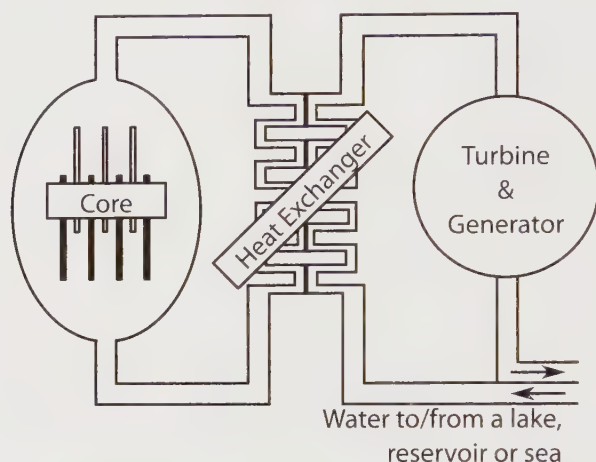 Core
Heat Exchanger
Turbine
&
Generator
Water to/from a lake,
reservoir or sea